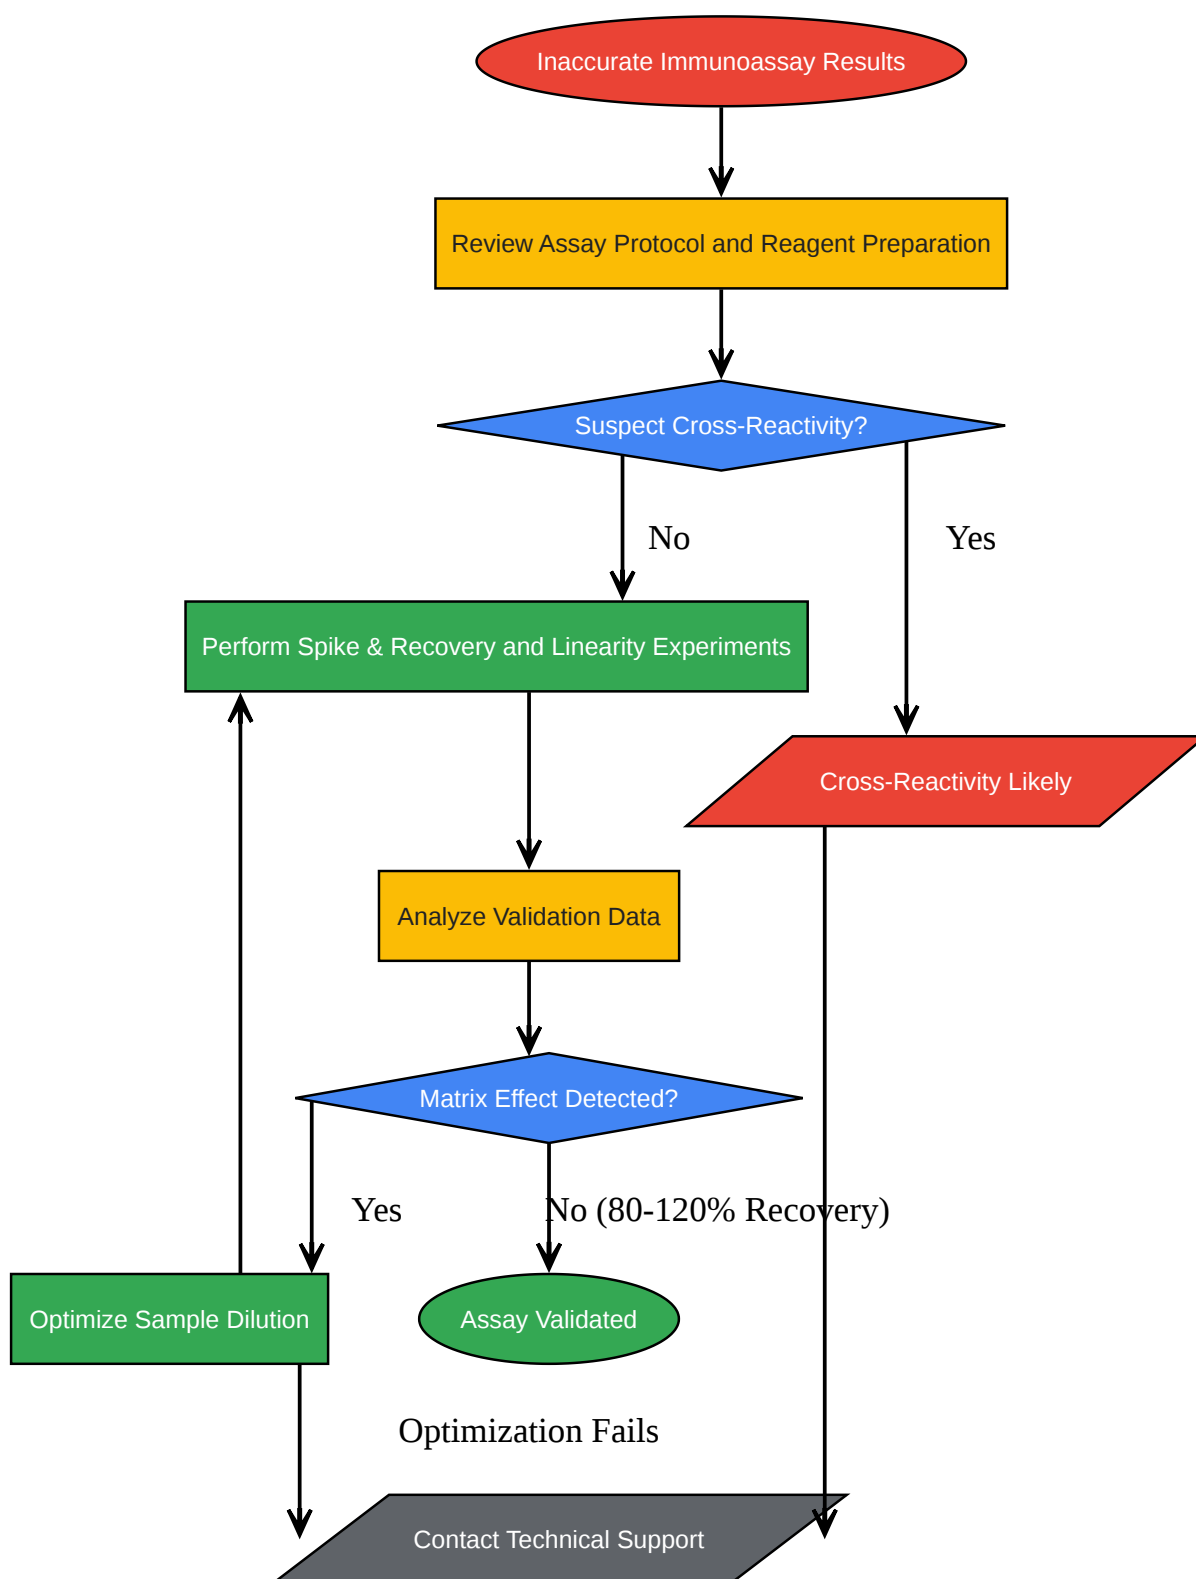 Inaccurate Immunoassay Results
Review Assay Protocol and Reagent Preparation
Suspect Cross-Reactivity?
No
Yes
Perform Spike & Recovery and Linearity Experiments
Cross-Reactivity Likely
Analyze Validation Data
Matrix Effect Detected?
Yes
No (80-120% Recovery)
Optimize Sample Dilution
Assay Validated
Optimization Fails
Contact Technical Support